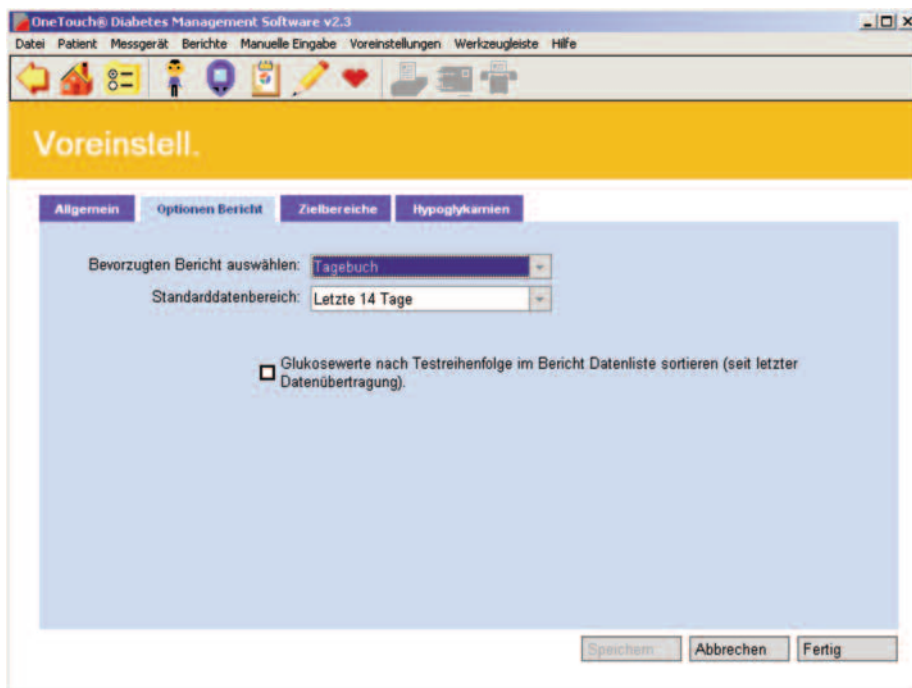 OneTouch® Diabetes Management Software v2.3
Datei Patient Messgerät Berichte Manuelle Eingabe Voreinstellungen Werkzeugleiste Hilfe
Voreinstell.
Allgemein Optionen Bericht Zielbereiche Hypoglykämien
Bevorzugten Bericht auswählen: Tagebuch
Standarddatenbereich: Letzte 14 Tage
Glukosewerte nach Testreihenfolge im Bericht Datenliste sortieren (seit letzter
Datenübertragung).
Speichern Abbrechen Fertig